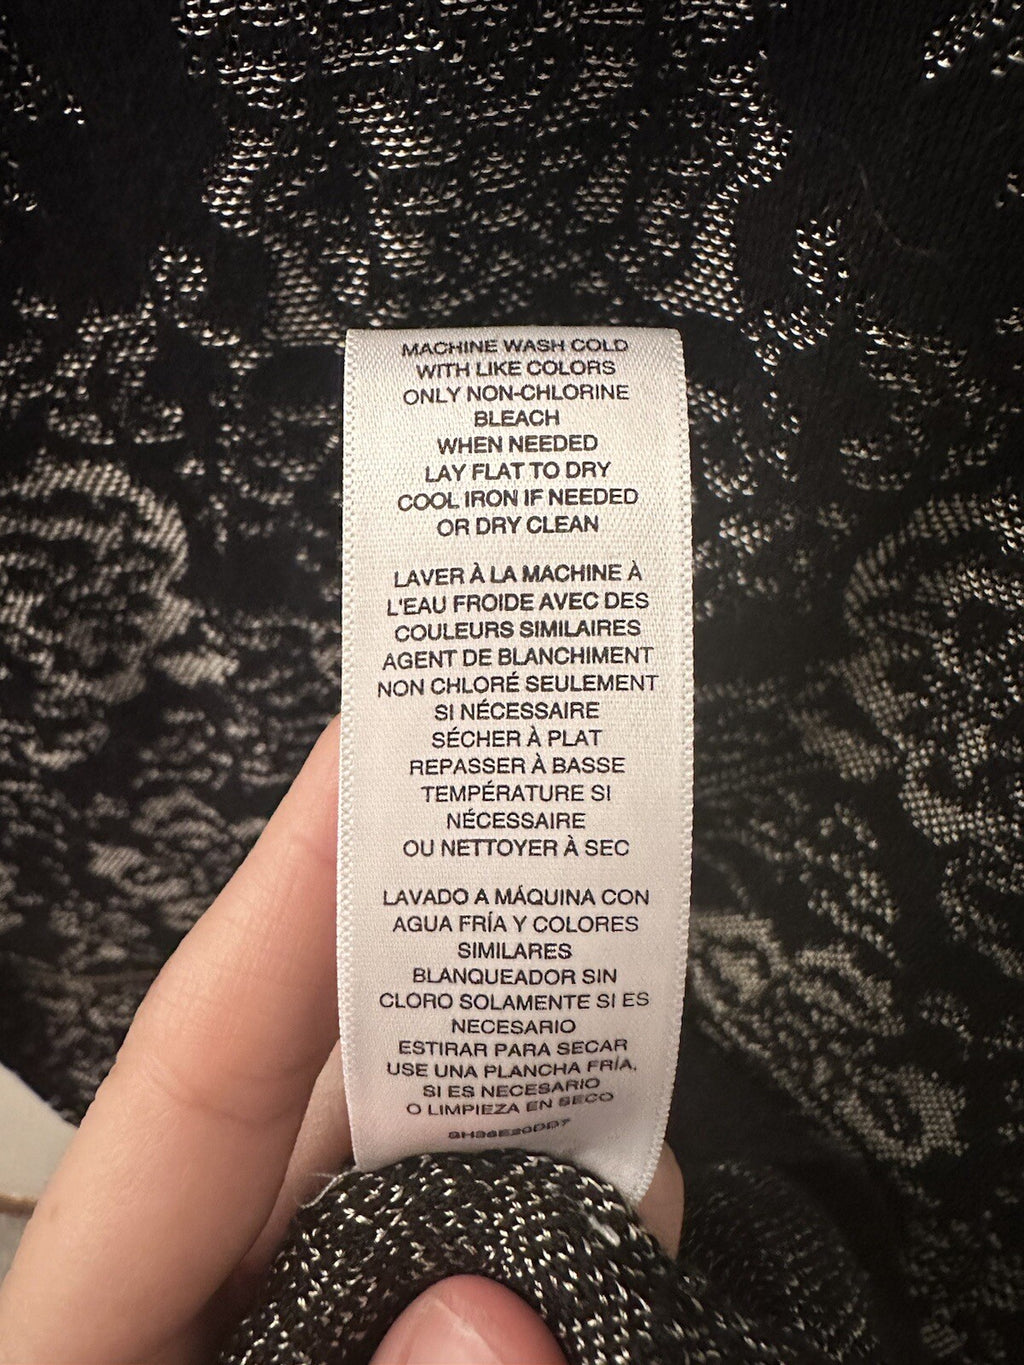 MACHINE WASH COLD
WITH LIKE COLORS
ONLY NON-CHLORINE
BLEACH
WHEN NEEDED
LAY FLAT TO DRY
COOL IRON IF NEEDED
OR DRY CLEAN
LAVER À LA MACHINE À
L'EAU FROIDE AVEC DES
COULEURS SIMILAIRES
AGENT DE BLANCHIMENT
NON CHLORÉ SEULEMENT
SI NÉCESSAIRE
SÉCHER À PLAT
REPASSER À BASSE
TEMPÉRATURE SI
NÉCESSAIRE
OU NETTOYER À SEC
LAVADO A MÁQUINA CON
AGUA FRÍA Y COLORES
SIMILARES
BLANQUEADOR SIN
CLORO SOLAMENTE SI ES
NECESARIO
ESTIRAR PARA SECAR
USE UNA PLANCHA FRÍA,
SI ES NECESARIO
O LIMPIEZA EN SECO